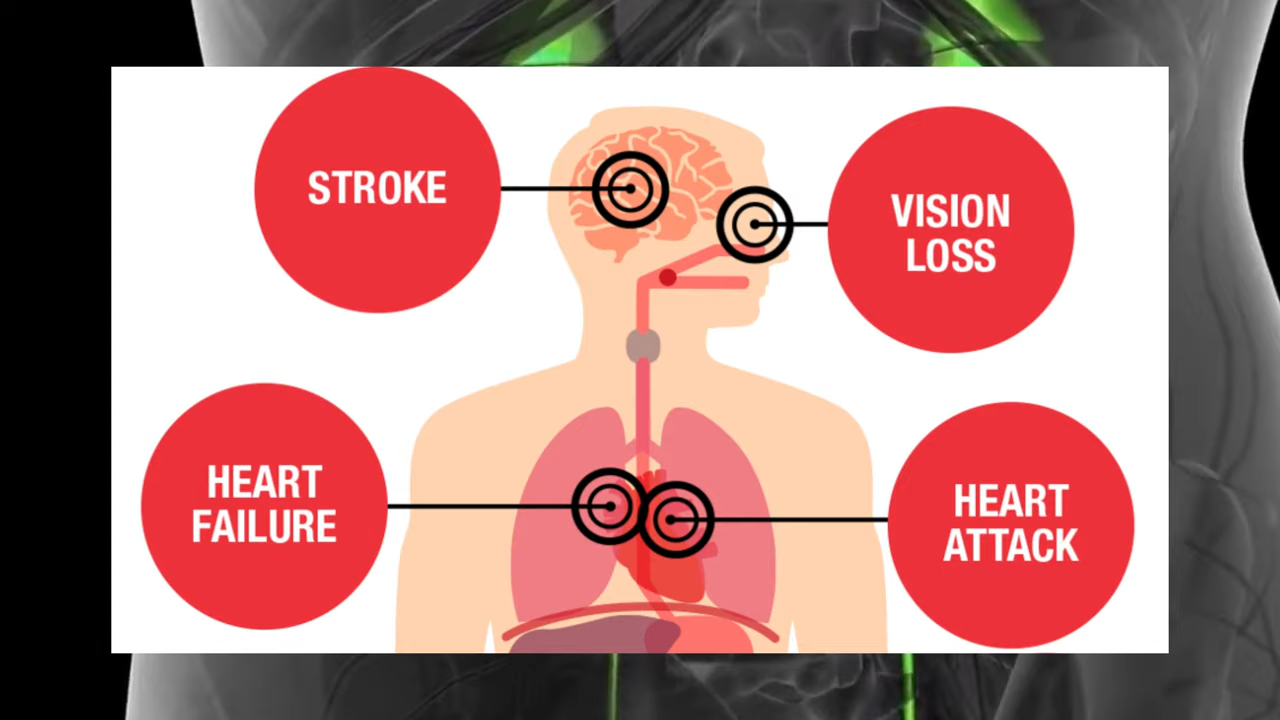 STROKE
VISION
LOSS
HEART
FAILURE
HEART
ATTACK